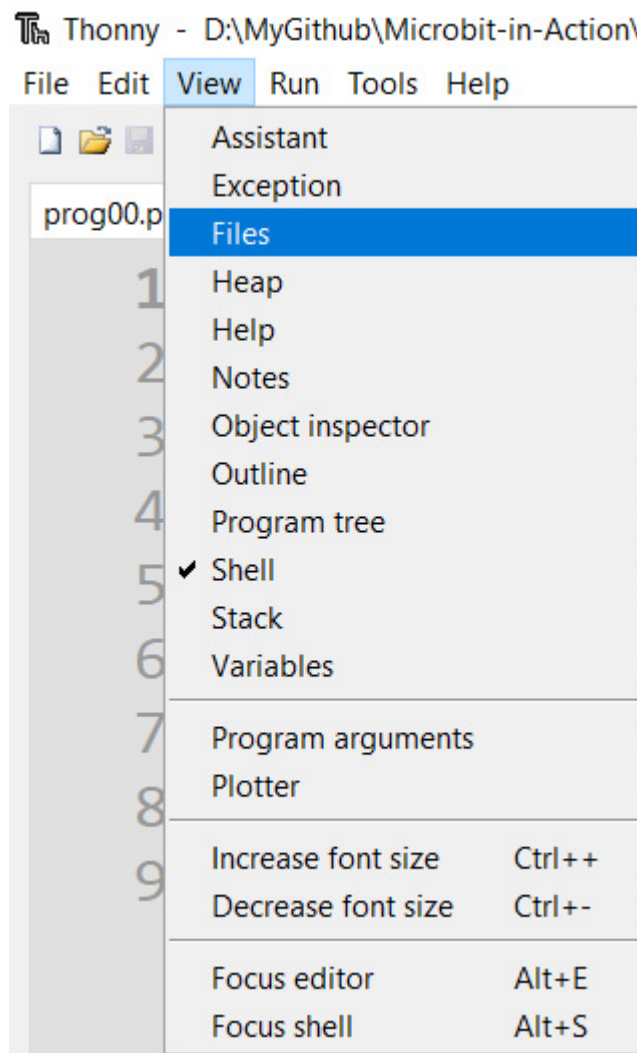 Thonny - D:\MyGithub\Microbit-in-Action\
File Edit View Run Tools Help
prog00.p
Assistant
Exception
Files
Heap
Help
Notes
Object inspector
Outline
Program tree
Shell
Stack
Variables
Program arguments
Plotter
Increase font size Ctrl++
Decrease font size Ctrl+-
Focus editor Alt+E
Focus shell Alt+S
1
2
3
4
5
6
7
8
9